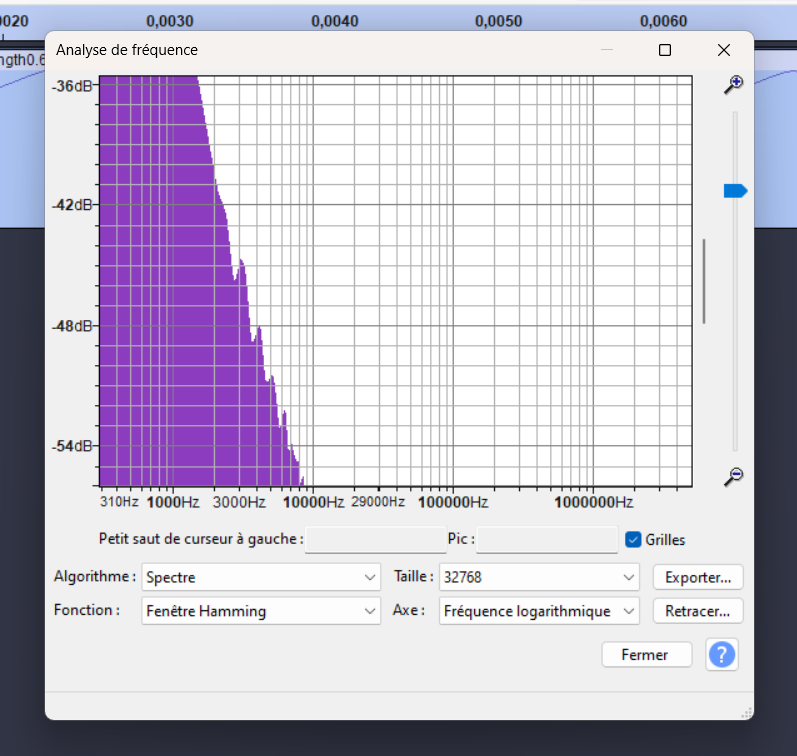 0020 0,0030 0,0040 0,0050 0,0060
ngth0.6
Analyse de fréquence
-36dB
-42dB
-48dB
-54dB
310Hz 1000Hz 3000Hz 10000Hz 29000Hz 100000Hz 1000000Hz
Petit saut de curseur à gauche : Pic : Grilles
Algorithme : Spectre Taille : 32768 Exporter...
Fonction : Fenêtre Hamming Axe : Fréquence logarithmique Retracer...
Fermer ?